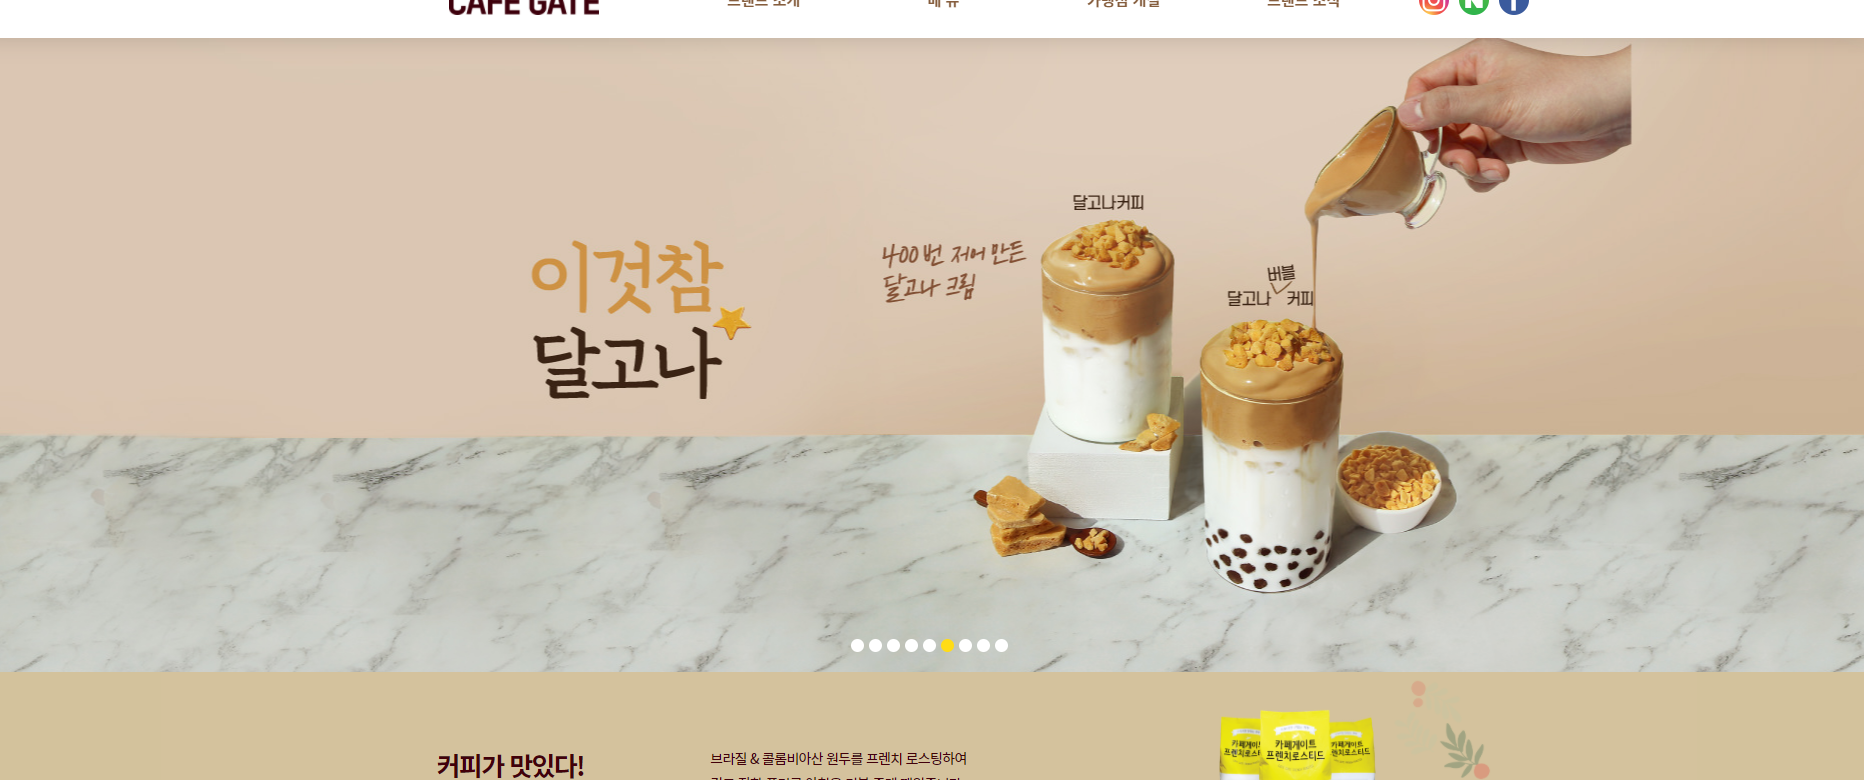 CAFE GATE
브랜드 소개
메 뉴
가맹점 개설
브랜드 소식
달고나커피
400번 저어 만든
달고나 크림
이것참
달고나
버블
달고나 커피
커피가 맛있다!
브라질 & 콜롬비아산 원두를 프렌치 로스팅하여
카페게이트
프렌치로스티드